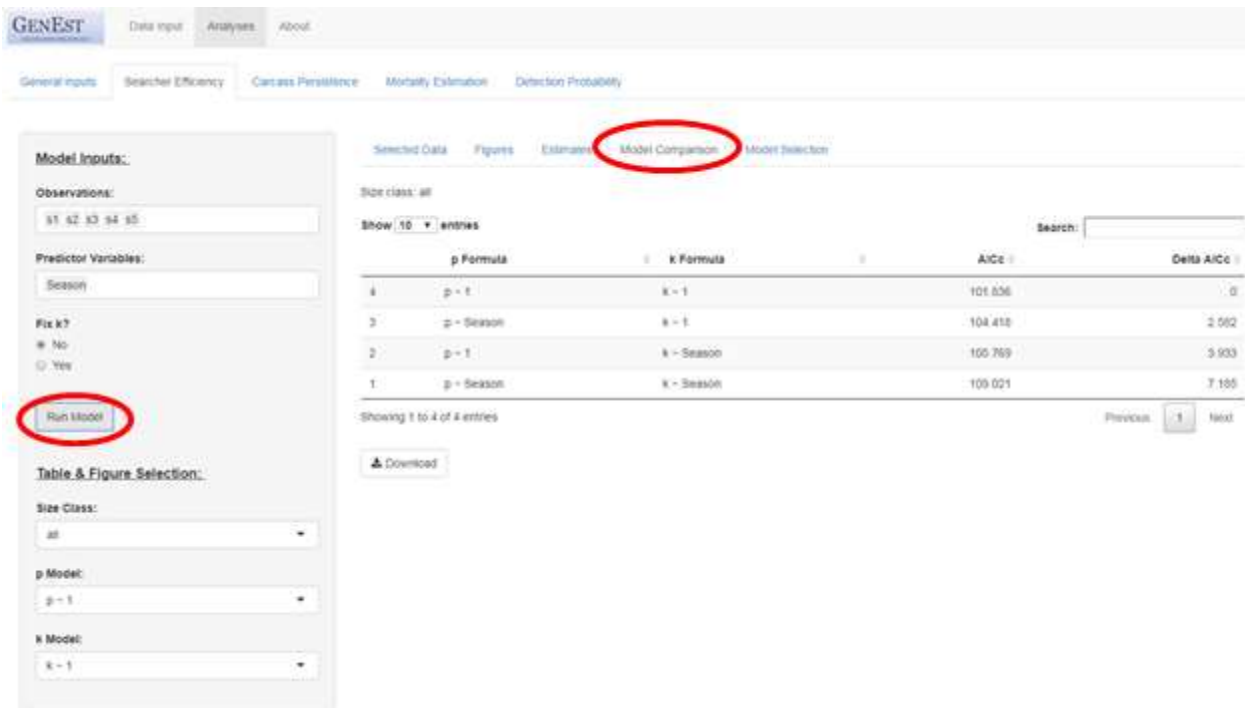 GENEST
Data Input Analyses About
General Inputs Searcher Efficiency Carcass Persistence Mortality Estimation Detection Probability
Model Inputs:
Observations:
s1 s2 s3 s4 s5
Predictor Variables:
Season
Fix k?
No
Yes
Run Model
Table & Figure Selection:
Size Class:
all
p Model:
p ~ 1
k Model:
k ~ 1
Selected Data Figures Estimates Model Comparison Model Selection
Size class: all
Show 10 entries
Search:
p Formula k Formula AICc Delta AICc
4 p ~ 1 k ~ 1 101.836 0
3 p ~ Season k ~ 1 104.418 2.582
2 p ~ 1 k ~ Season 105.769 3.933
1 p ~ Season k ~ Season 109.021 7.185
Showing 1 to 4 of 4 entries
Previous 1 Next
Download